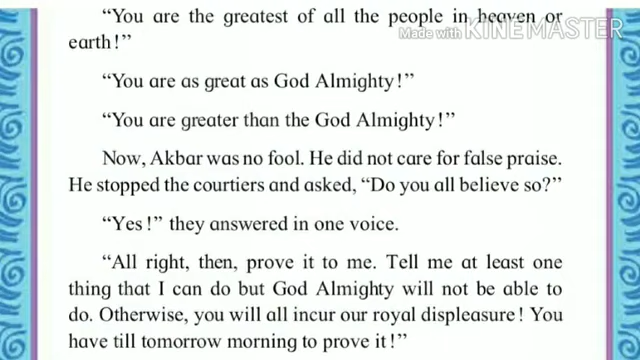 “You are the greatest of all the people in heaven or
earth!”
Made with KINEMASTER
“You are as great as God Almighty!”
“You are greater than the God Almighty!”
Now, Akbar was no fool. He did not care for false praise.
He stopped the courtiers and asked, “Do you all believe so?”
“Yes!” they answered in one voice.
“All right, then, prove it to me. Tell me at least one
thing that I can do but God Almighty will not be able to
do. Otherwise, you will all incur our royal displeasure! You
have till tomorrow morning to prove it!”